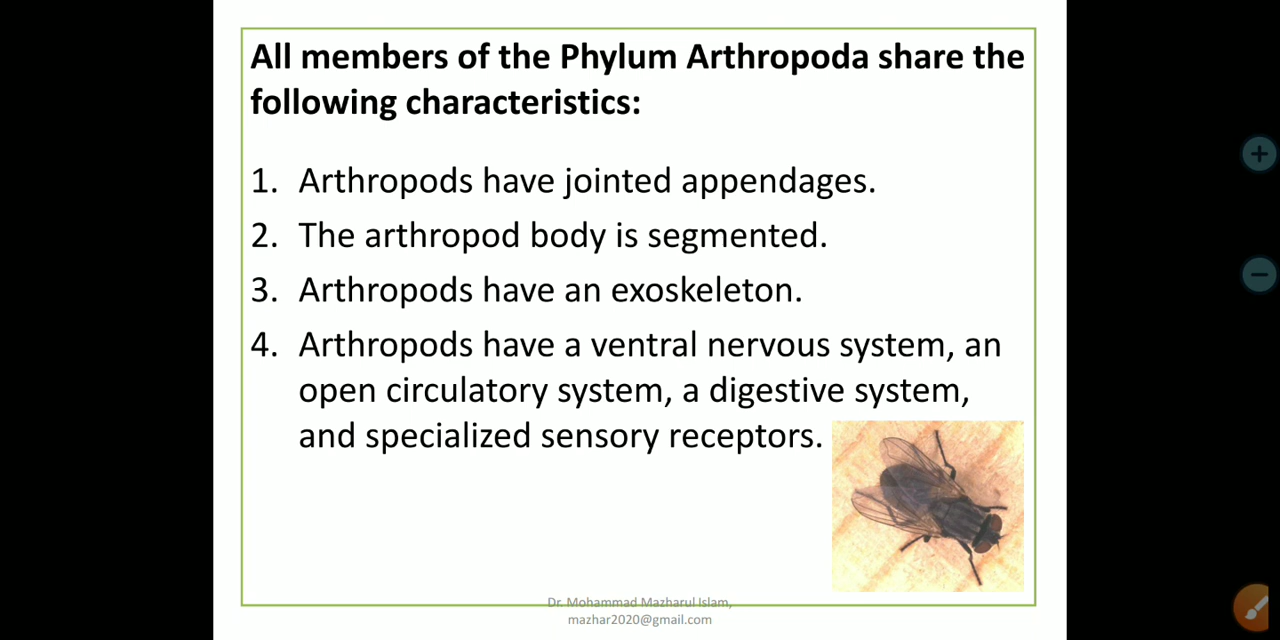 All members of the Phylum Arthropoda share the
following characteristics:
1. Arthropods have jointed appendages.
2. The arthropod body is segmented.
3. Arthropods have an exoskeleton.
4. Arthropods have a ventral nervous system, an
open circulatory system, a digestive system,
and specialized sensory receptors.
Dr. Mohammad Mazharul Islam,
mazhar2020@gmail.com